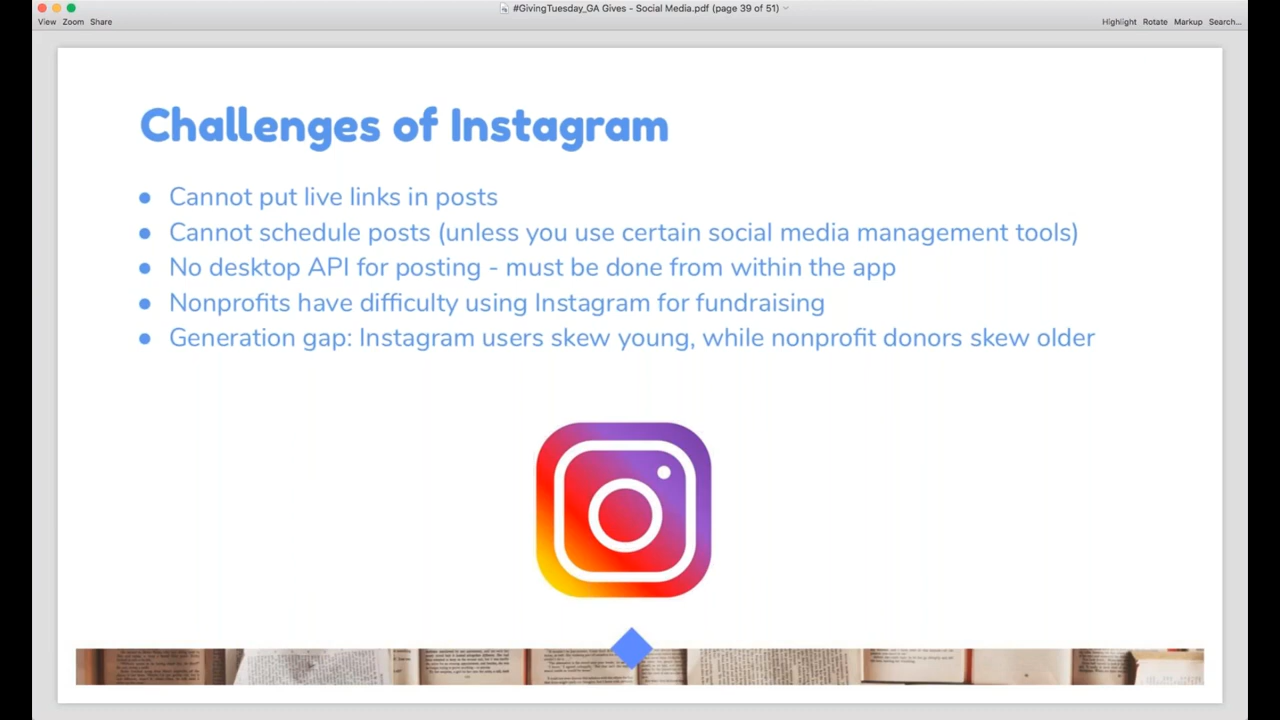 #GivingTuesday_GA Gives - Social Media.pdf (page 39 of 51)
View Zoom Share
Highlight Rotate Markup Search...
Challenges of Instagram
● Cannot put live links in posts
● Cannot schedule posts (unless you use certain social media management tools)
● No desktop API for posting - must be done from within the app
● Nonprofits have difficulty using Instagram for fundraising
● Generation gap: Instagram users skew young, while nonprofit donors skew older